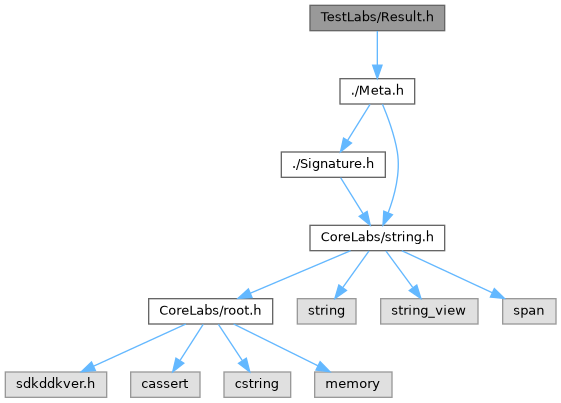 TestLabs/Result.h
./Meta.h
./Signature.h
CoreLabs/string.h
CoreLabs/root.h
string
string_view
span
sdkddkver.h
cassert
cstring
memory